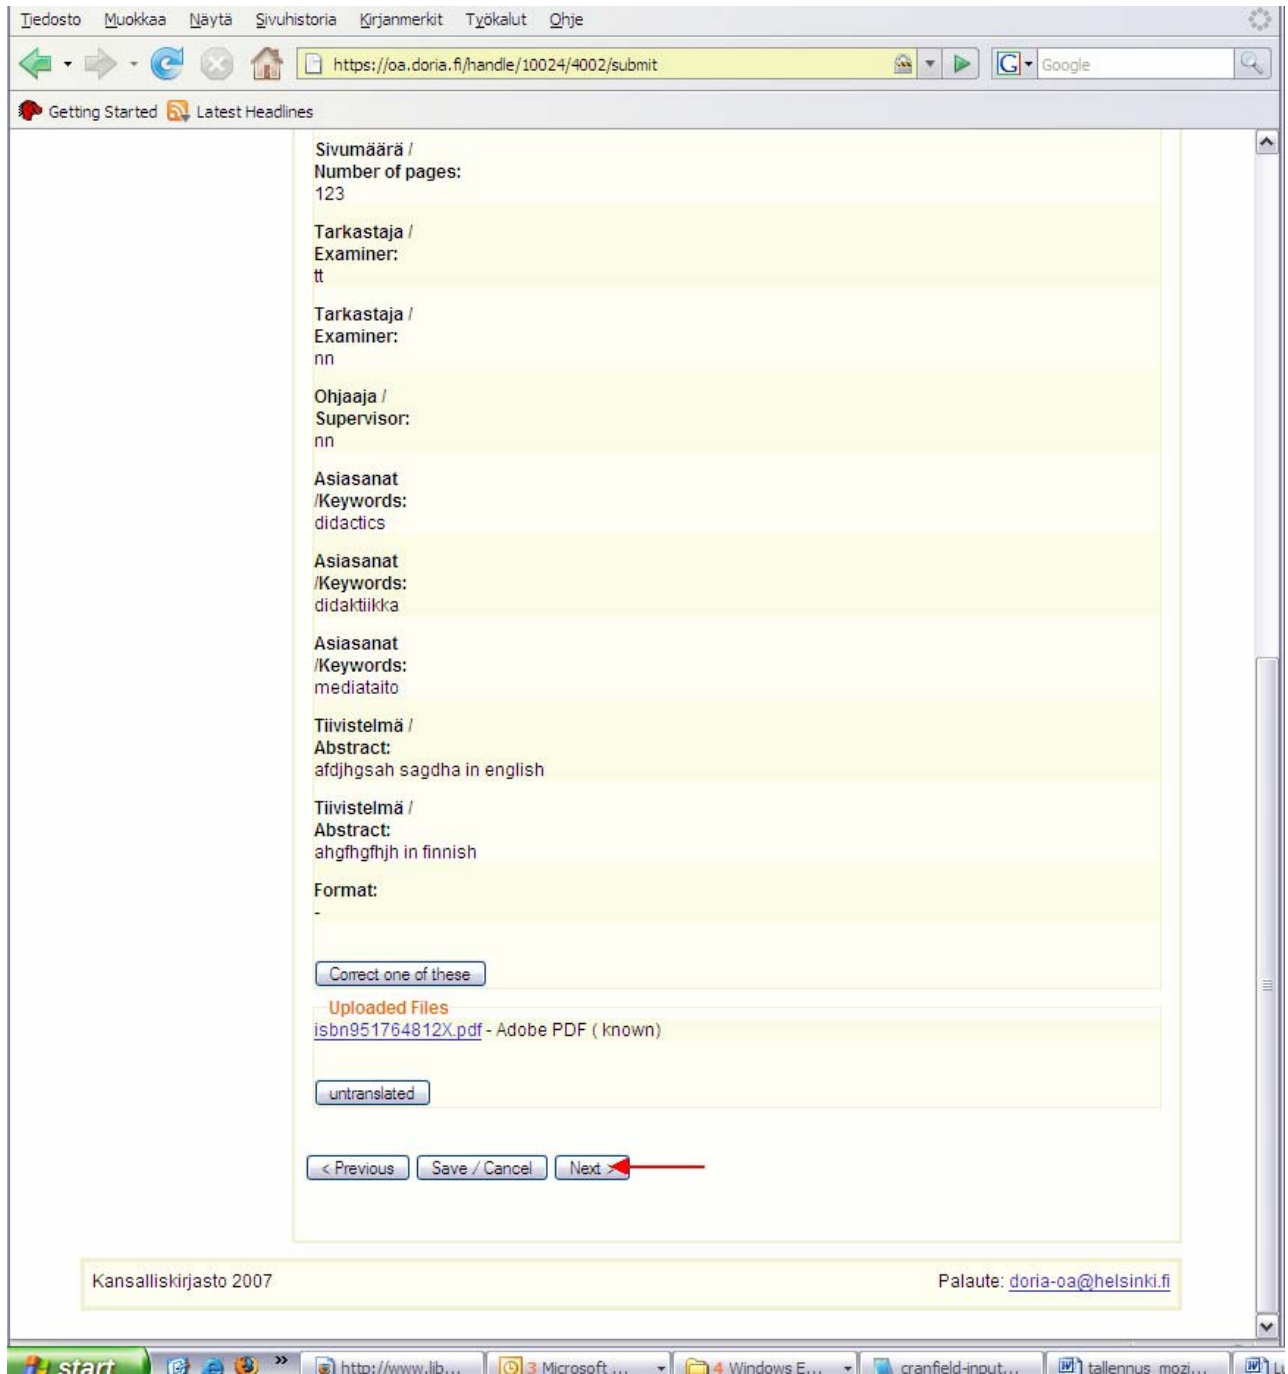 Tiedosto Muokkaa Näytä Sivuhistoria Kirjanmerkit Työkalut Ohje
https://oa.doria.fi/handle/10024/4002/submit G Google
Getting Started Latest Headlines
Sivumäärä /
Number of pages:
123
Tarkastaja /
Examiner:
tt
Tarkastaja /
Examiner:
nn
Ohjaaja /
Supervisor:
nn
Asiasanat
/Keywords:
didactics
Asiasanat
/Keywords:
didaktiikka
Asiasanat
/Keywords:
mediataito
Tiivistelmä /
Abstract:
afdjhgsah sagdha in english
Tiivistelmä /
Abstract:
ahgfhgfhjh in finnish
Format:
-
Correct one of these
Uploaded Files
isbn951764812X.pdf - Adobe PDF ( known)
untranslated
< Previous Save / Cancel Next >
Kansalliskirjasto 2007 Palaute: doria-oa@helsinki.fi
start » http://www.lib... 3 Microsoft ... 4 Windows E... cranfield-input... tallennus_mozi...